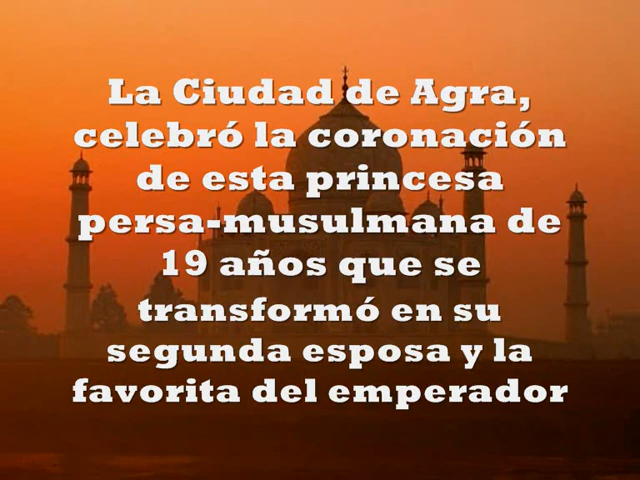 La Ciudad de Agra,
celebró la coronación
de esta princesa
persa-musulmana de
19 años que se
transformó en su
segunda esposa y la
favorita del emperador